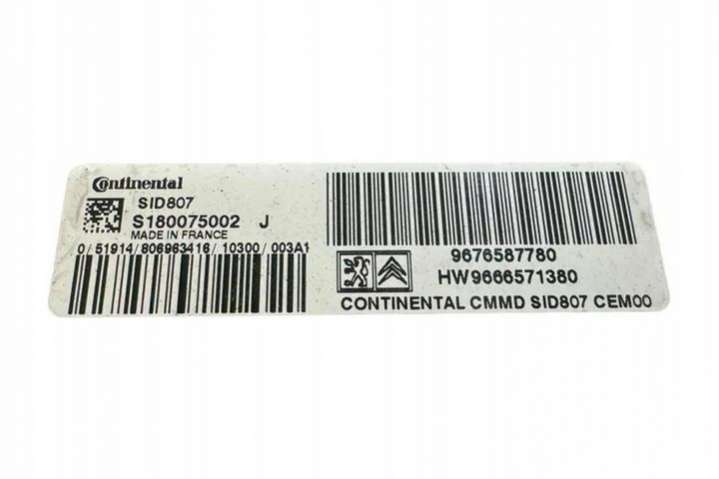 Continental
SID807
S180075002 J
MADE IN FRANCE
0/51914/806963416/10300/003A1
9676587780
HW9666571380
CONTINENTAL CMMD SID807 CEM00